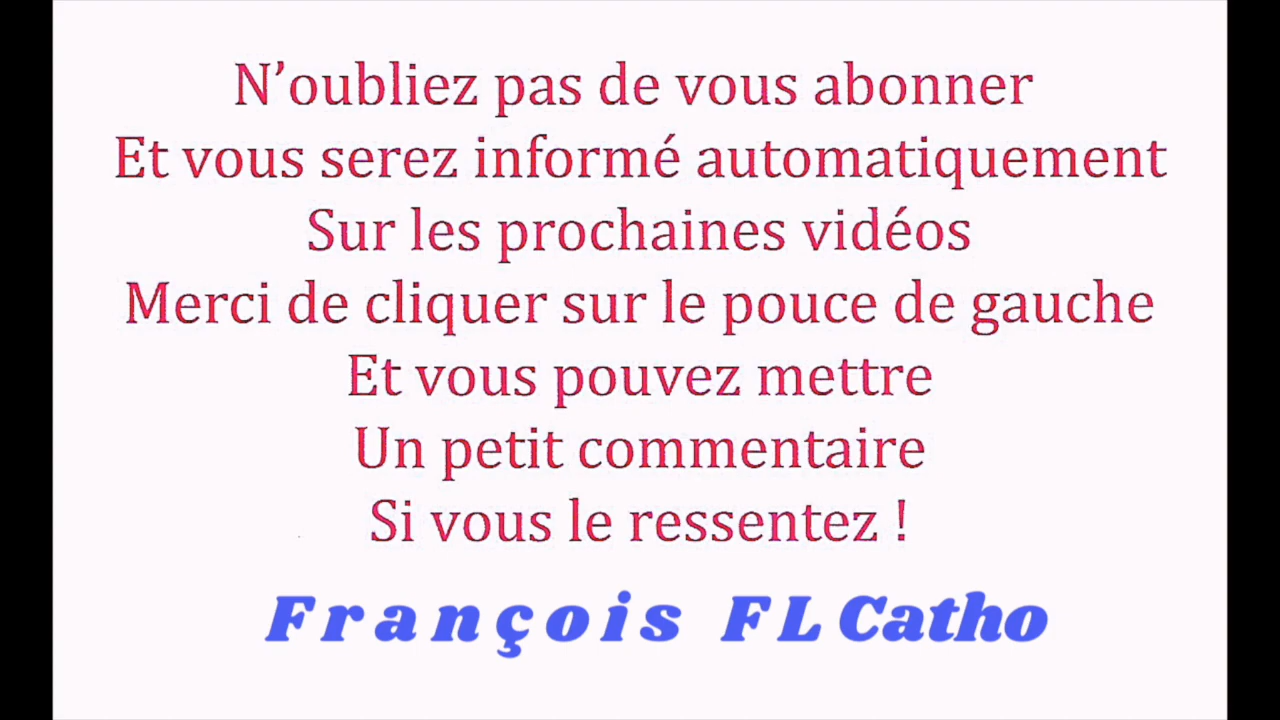 N’oubliez pas de vous abonner
Et vous serez informé automatiquement
Sur les prochaines vidéos
Merci de cliquer sur le pouce de gauche
Et vous pouvez mettre
Un petit commentaire
Si vous le ressentez !
François FLCatho